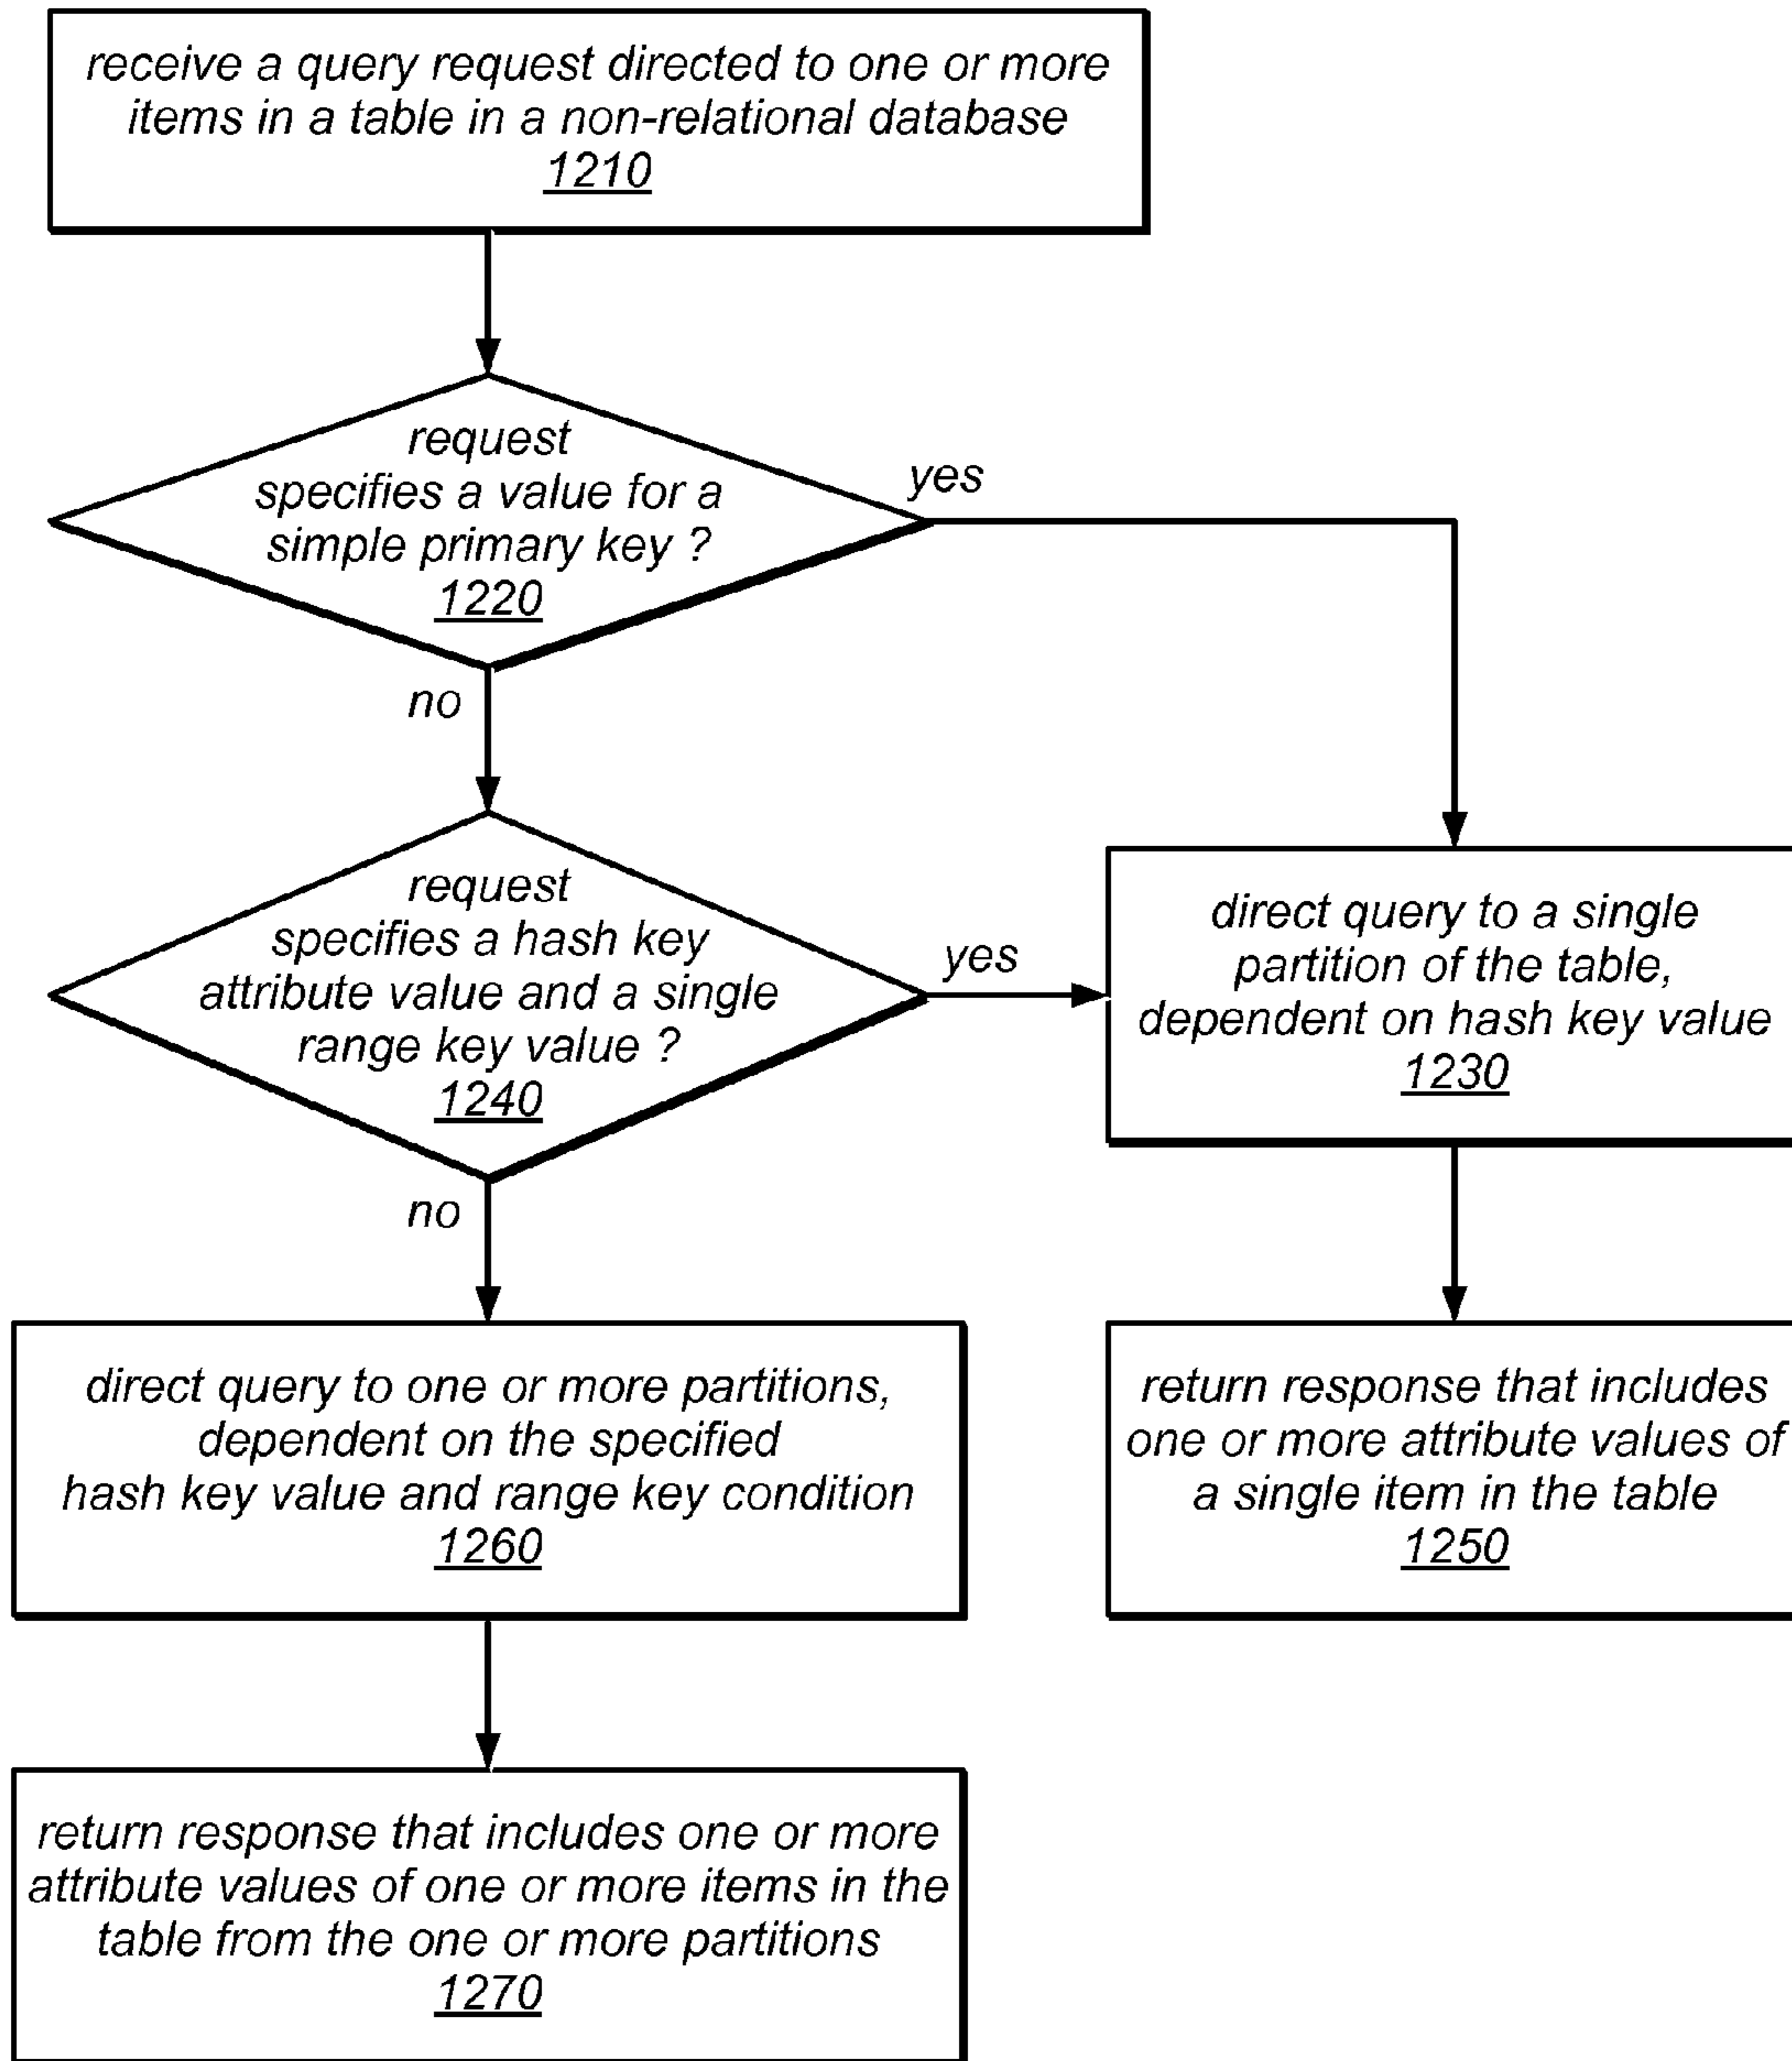 receive a query request directed to one or more
items in a table in a non-relational database
1210
request
specifies a value for a
simple primary key ?
1220
yes
no
request
specifies a hash key
attribute value and a single
range key value ?
1240
yes
no
direct query to a single
partition of the table,
dependent on hash key value
1230
direct query to one or more partitions,
dependent on the specified
hash key value and range key condition
1260
return response that includes
one or more attribute values of
a single item in the table
1250
return response that includes one or more
attribute values of one or more items in the
table from the one or more partitions
1270